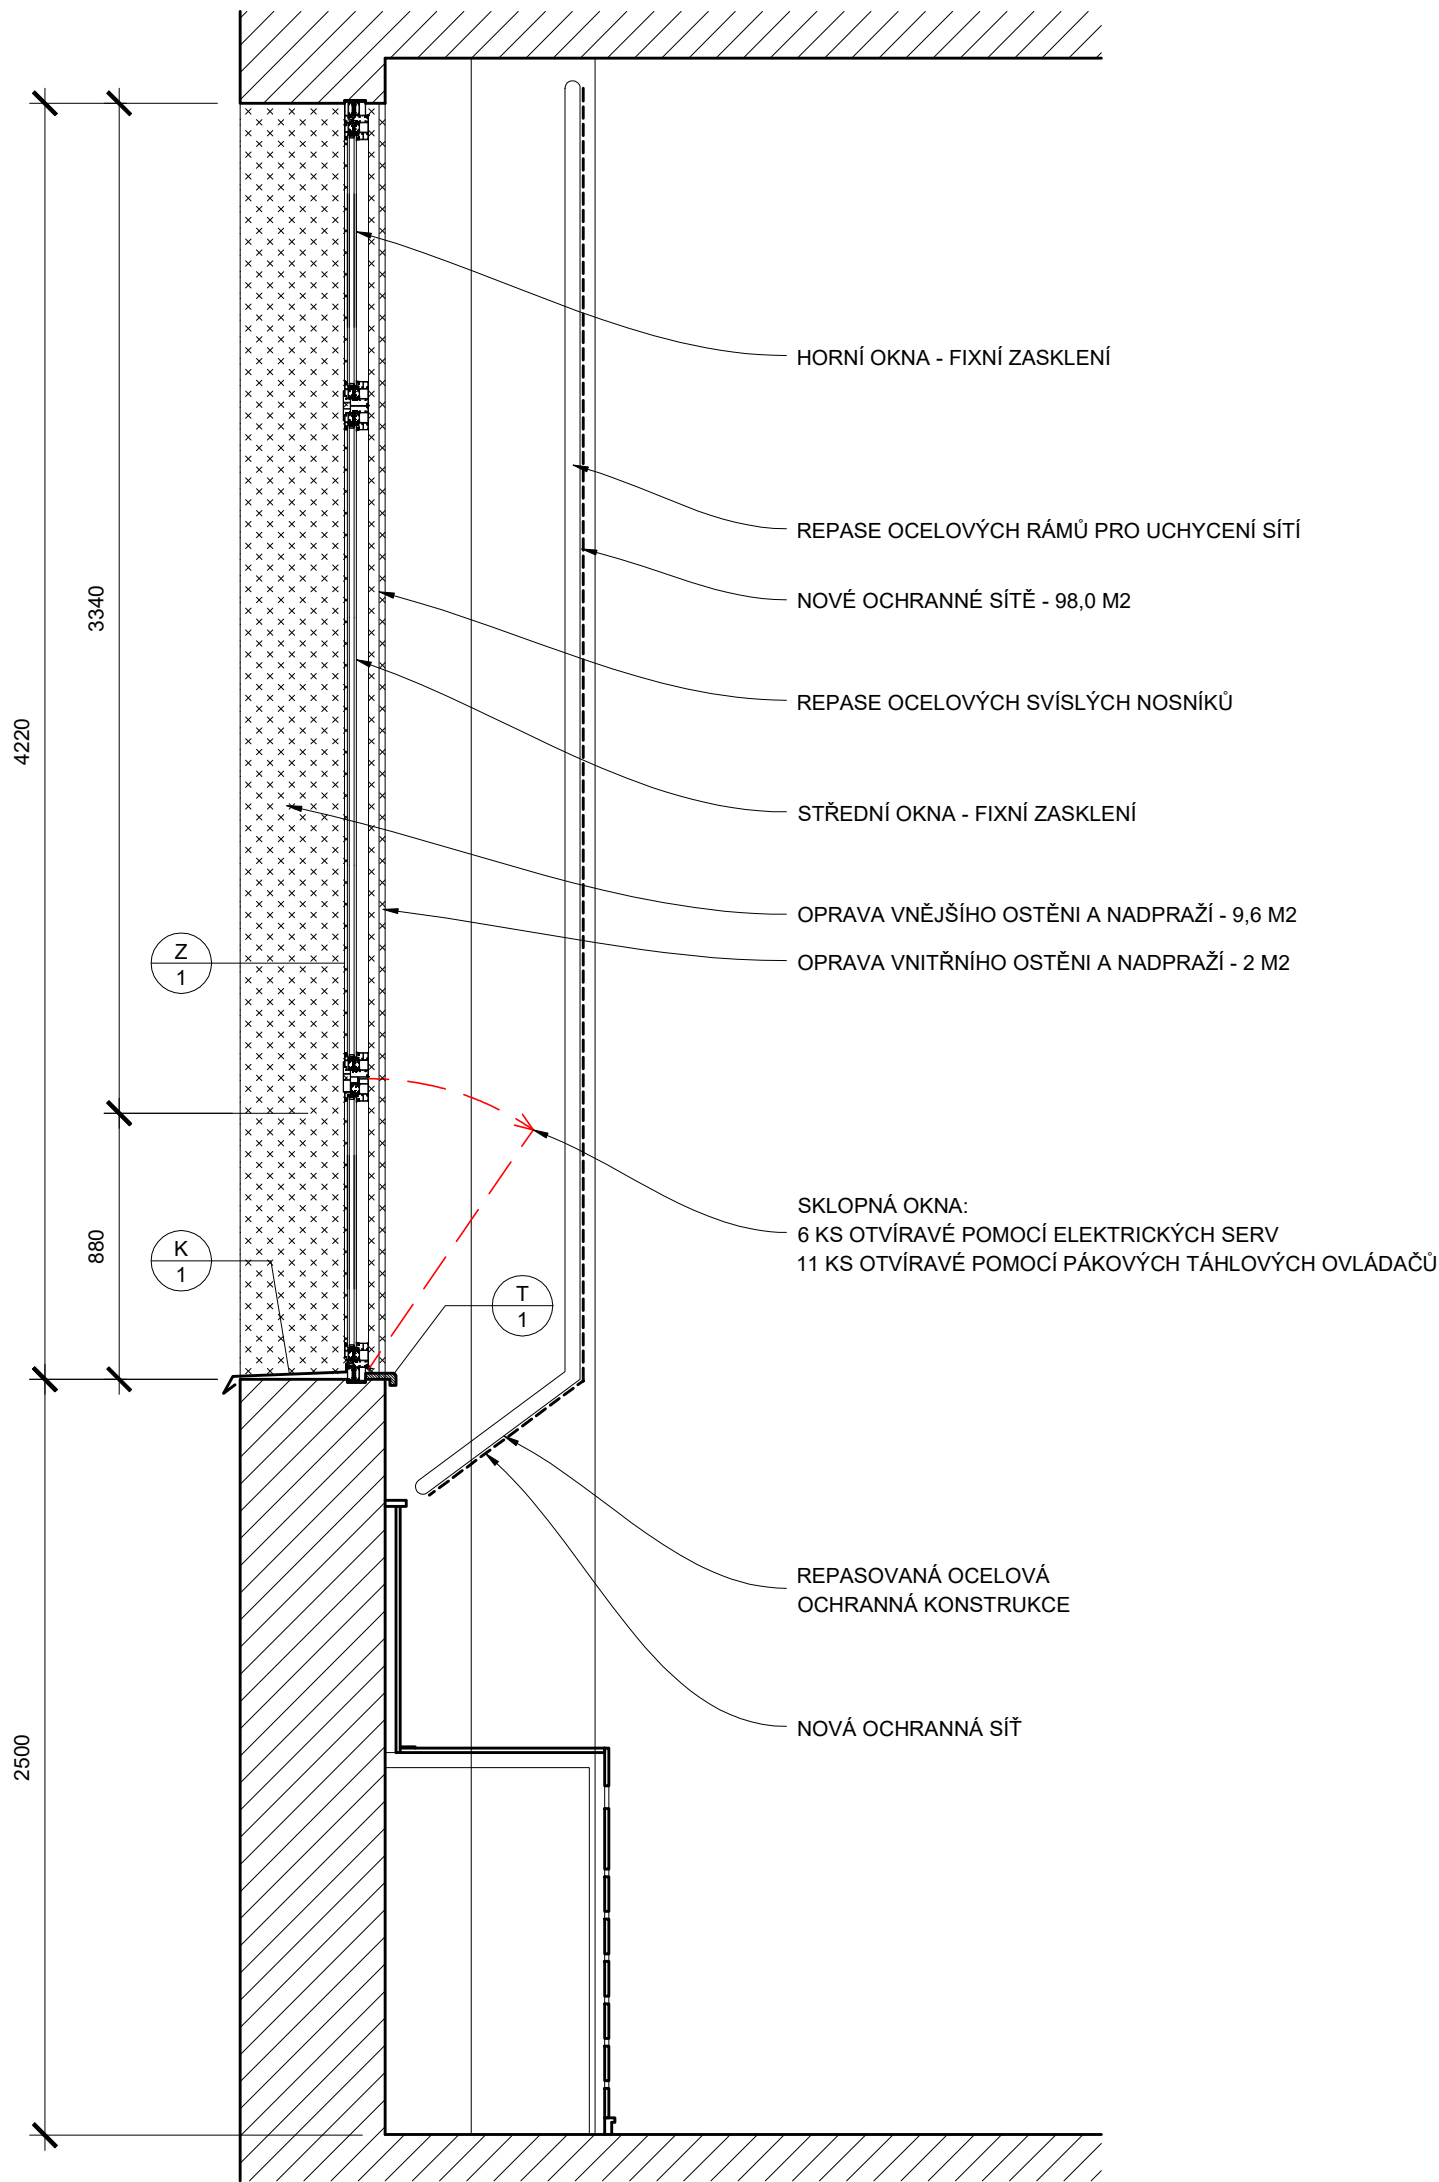 HORNÍ OKNA - FIXNÍ ZASKLENÍ
REPASE OCELOVÝCH RÁMŮ PRO UCHYCENÍ SÍTÍ
NOVÉ OCHRANNÉ SÍTĚ - 98,0 M2
3340
REPASE OCELOVÝCH SVÍSLÝCH NOSNÍKŮ
4220
STŘEDNÍ OKNA - FIXNÍ ZASKLENÍ
OPRAVA VNĚJŠÍHO OSTĚNI A NADPRAŽÍ - 9,6 M2
Z
1
OPRAVA VNITŘNÍHO OSTĚNI A NADPRAŽÍ - 2 M2
SKLOPNÁ OKNA:
6 KS OTVÍRAVÉ POMOCÍ ELEKTRICKÝCH SERV
11 KS OTVÍRAVÉ POMOCÍ PÁKOVÝCH TÁHLOVÝCH OVLÁDAČŮ
880
K
1
T
1
REPASOVANÁ OCELOVÁ
OCHRANNÁ KONSTRUKCE
NOVÁ OCHRANNÁ SÍŤ
2500